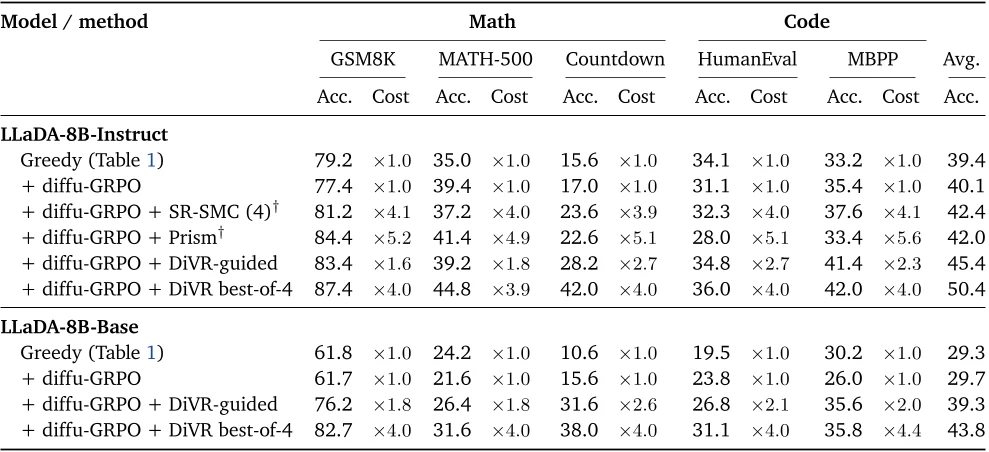 Model / method Math Code
GSM8K MATH-500 Countdown HumanEval MBPP Avg.
Acc. Cost Acc. Cost Acc. Cost Acc. Cost Acc. Cost Acc.
LLaDA-8B-Instruct
Greedy (Table 1) 79.2 ×1.0 35.0 ×1.0 15.6 ×1.0 34.1 ×1.0 33.2 ×1.0 39.4
+ diffu-GRPO 77.4 ×1.0 39.4 ×1.0 17.0 ×1.0 31.1 ×1.0 35.4 ×1.0 40.1
+ diffu-GRPO + SR-SMC (4)† 81.2 ×4.1 37.2 ×4.0 23.6 ×3.9 32.3 ×4.0 37.6 ×4.1 42.4
+ diffu-GRPO + Prism† 84.4 ×5.2 41.4 ×4.9 22.6 ×5.1 28.0 ×5.1 33.4 ×5.6 42.0
+ diffu-GRPO + DiVR-guided 83.4 ×1.6 39.2 ×1.8 28.2 ×2.7 34.8 ×2.7 41.4 ×2.3 45.4
+ diffu-GRPO + DiVR best-of-4 87.4 ×4.0 44.8 ×3.9 42.0 ×4.0 36.0 ×4.0 42.0 ×4.0 50.4
LLaDA-8B-Base
Greedy (Table 1) 61.8 ×1.0 24.2 ×1.0 10.6 ×1.0 19.5 ×1.0 30.2 ×1.0 29.3
+ diffu-GRPO 61.7 ×1.0 21.6 ×1.0 15.6 ×1.0 23.8 ×1.0 26.0 ×1.0 29.7
+ diffu-GRPO + DiVR-guided 76.2 ×1.8 26.4 ×1.8 31.6 ×2.6 26.8 ×2.1 35.6 ×2.0 39.3
+ diffu-GRPO + DiVR best-of-4 82.7 ×4.0 31.6 ×4.0 38.0 ×4.0 31.1 ×4.0 35.8 ×4.4 43.8